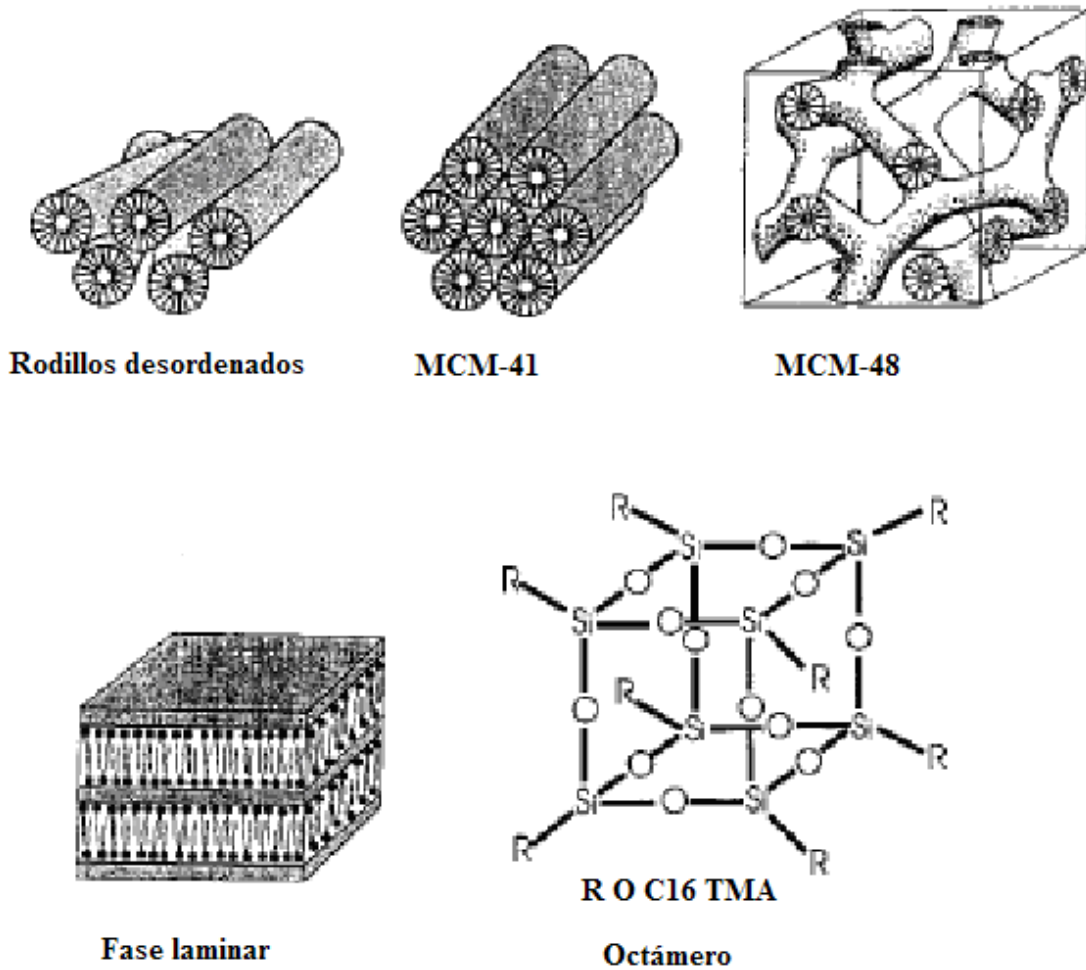 Rodillos desordenados
MCM-41
MCM-48
R
R
Si
O
Si
R
O
O
Si
O
Si
O
O
R
R
O
O
Si
O
Si
O
O
R
Si
O
Si
R
R
R O C16 TMA
Fase laminar
Octámero